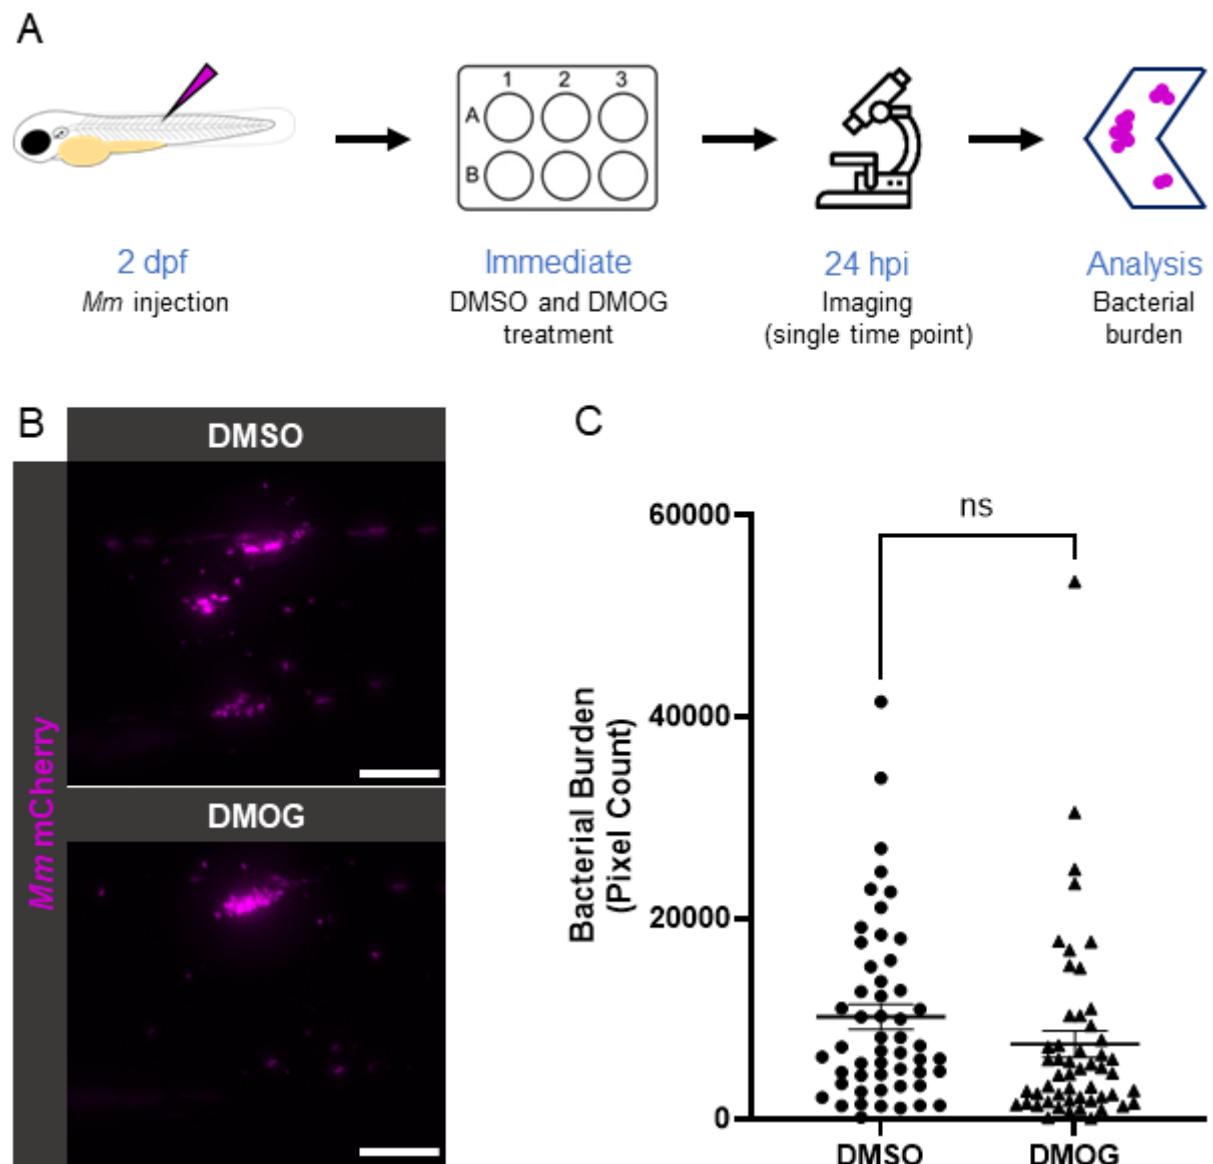 A
1 2 3
A
B
2 dpf
Mm injection
Immediate
DMSO and DMOG
treatment
24 hpi
Imaging
(single time point)
Analysis
Bacterial
burden
B
DMSO
DMOG
Mm mCherry
C
ns
Bacterial Burden
(Pixel Count)
60000
40000
20000
0
DMSO DMOG